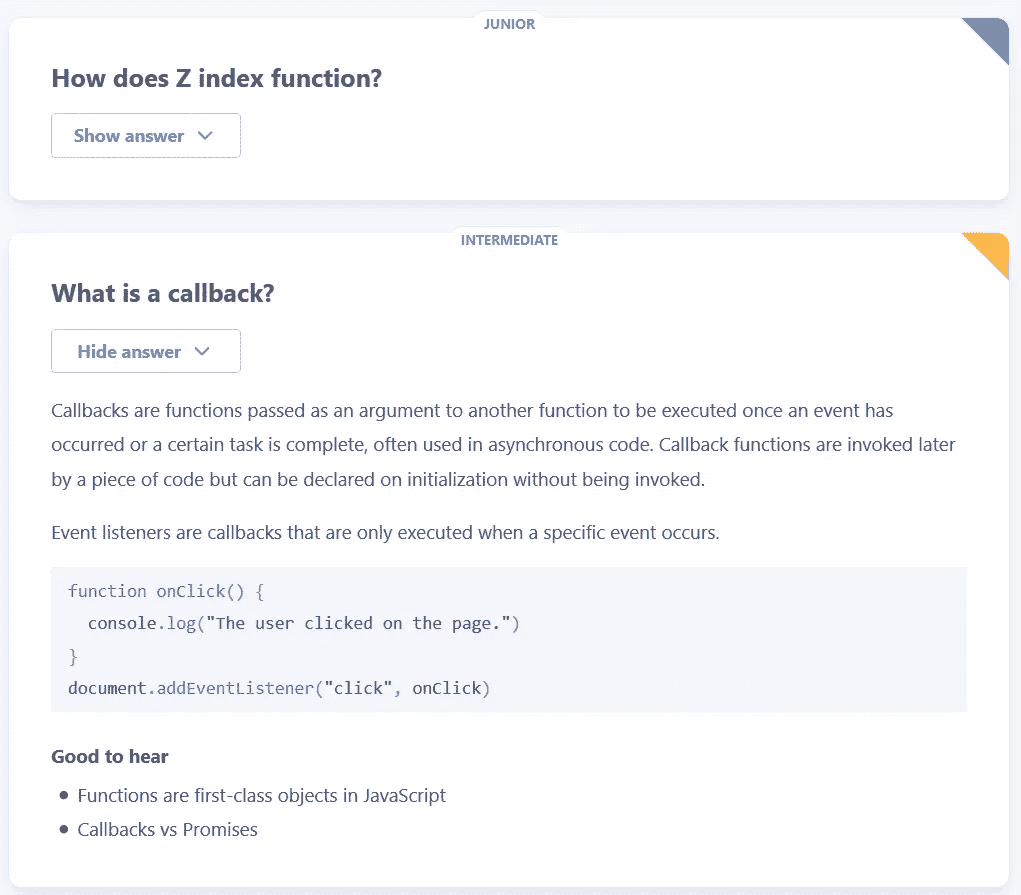 JUNIOR
How does Z index function?
Show answer
INTERMEDIATE
What is a callback?
Hide answer
Callbacks are functions passed as an argument to another function to be executed once an event has
occurred or a certain task is complete, often used in asynchronous code. Callback functions are invoked later
by a piece of code but can be declared on initialization without being invoked.
Event listeners are callbacks that are only executed when a specific event occurs.
function onClick() {
  console.log("The user clicked on the page.")
}
document.addEventListener("click", onClick)
Good to hear
• Functions are first-class objects in JavaScript
• Callbacks vs Promises